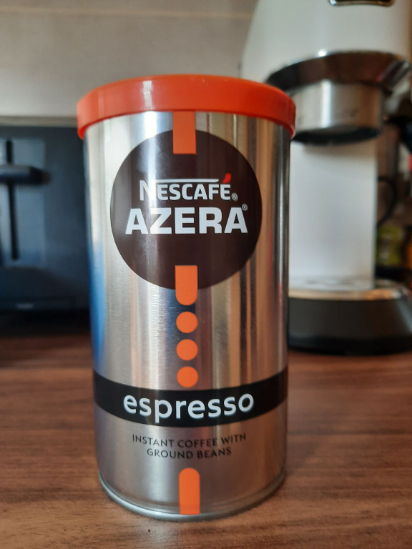 NESCAFÉ®
AZERA®
espresso
INSTANT COFFEE WITH
GROUND BEANS